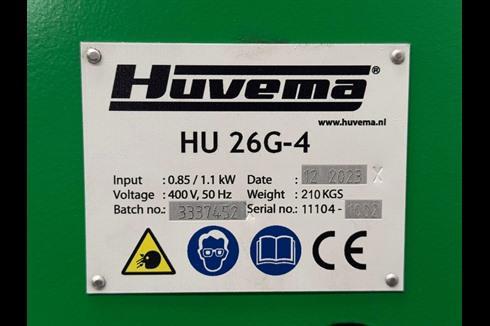 Huvema®
www.huvema.nl
HU 26G-4
Input : 0.85 / 1.1 kW Date : 12 2023 X
Voltage : 400 V, 50 Hz Weight : 210 KGS
Batch no.: 3337452 Serial no.: 11104 - 1002
CE